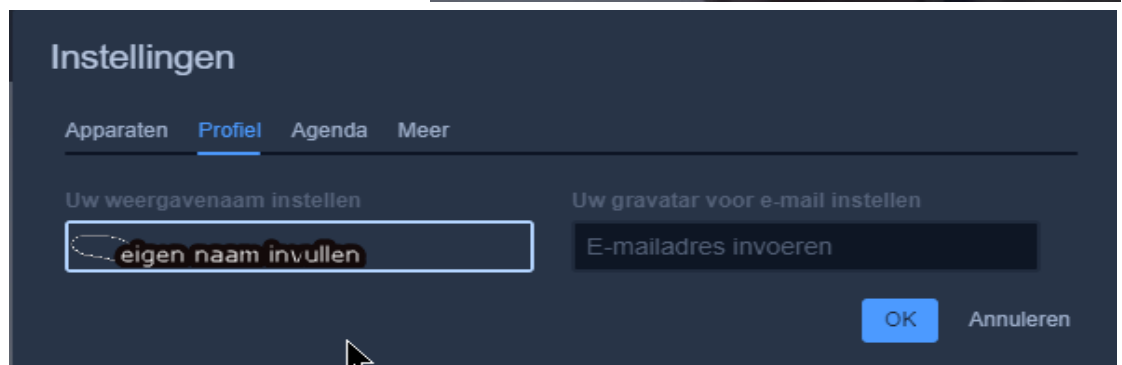 Instellingen
Apparaten Profiel Agenda Meer
Uw weergavenaam instellen Uw gravatar voor e-mail instellen
eigen naam invullen E-mailadres invoeren
OK Annuleren